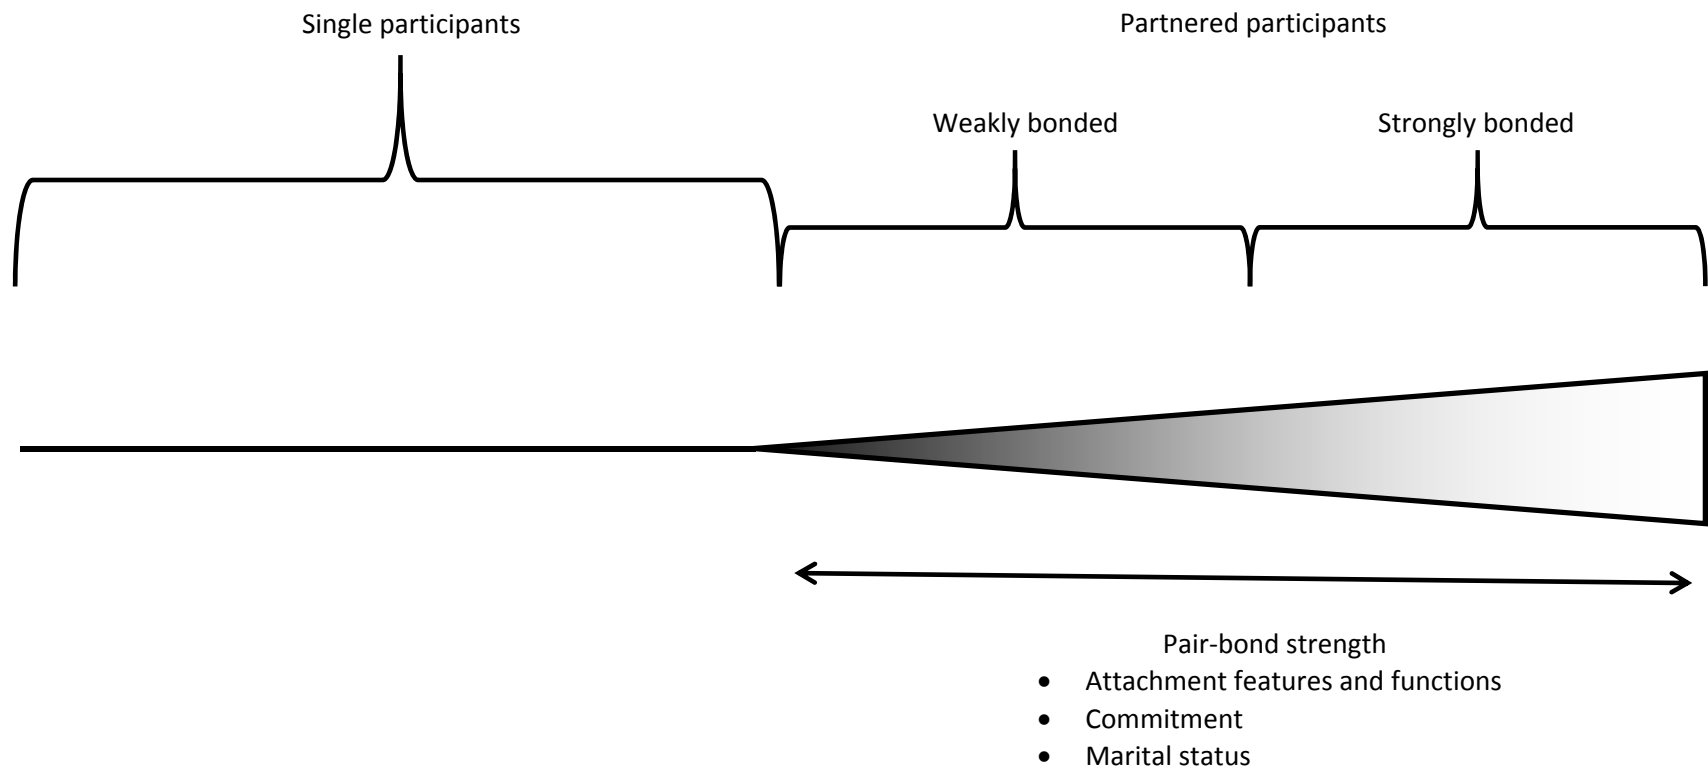 Single participants
Partnered participants
Weakly bonded
Strongly bonded
Pair-bond strength
• Attachment features and functions
• Commitment
• Marital status